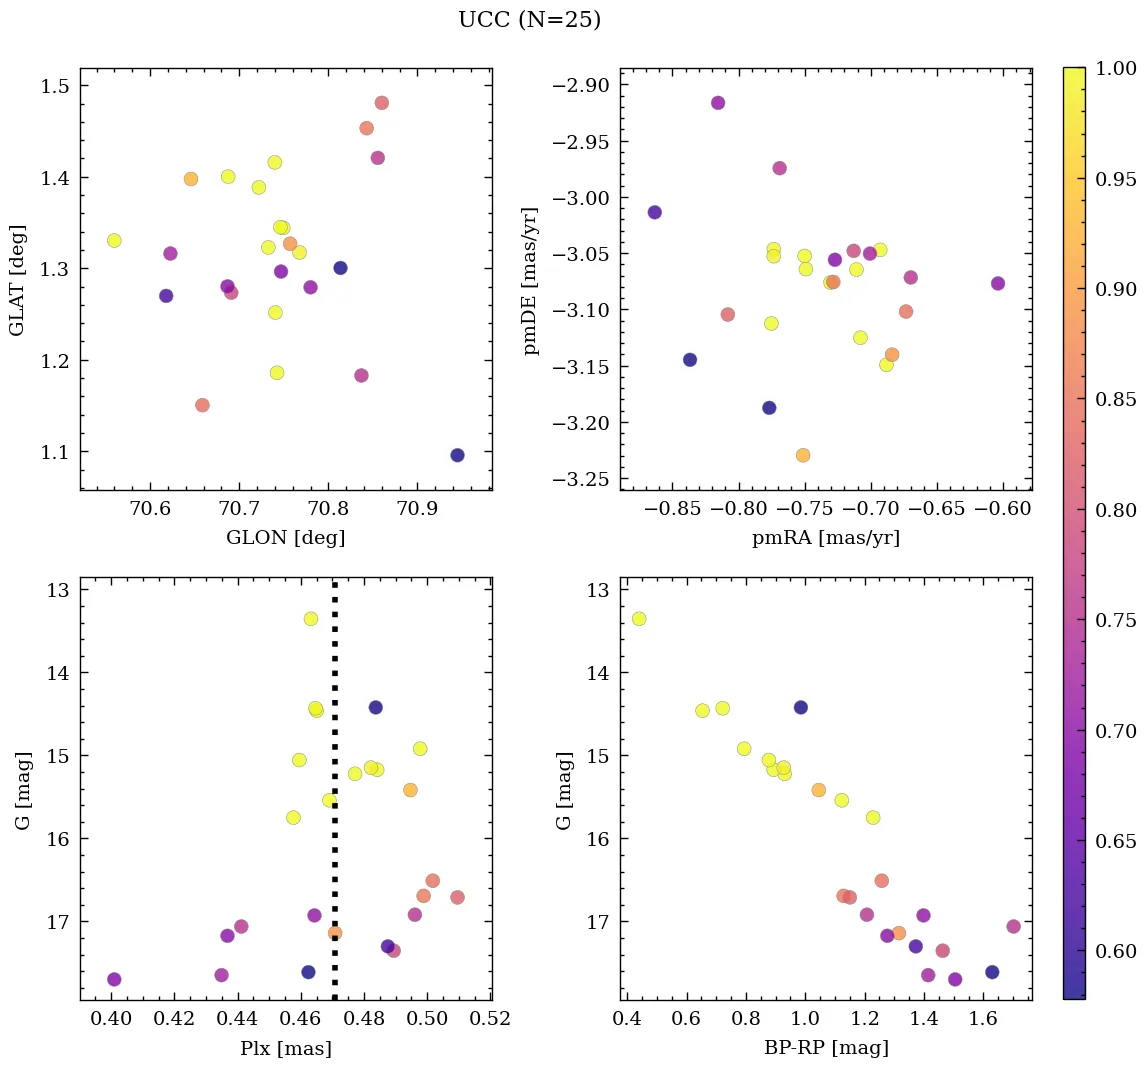 UCC (N=25)
1.5
1.4
1.3
1.2
1.1
GLAT [deg]
70.6 70.7 70.8 70.9
GLON [deg]
−2.90
−2.95
−3.00
−3.05
−3.10
−3.15
−3.20
−3.25
pmDE [mas/yr]
−0.85 −0.80 −0.75 −0.70 −0.65 −0.60
pmRA [mas/yr]
13
14
15
16
17
G [mag]
0.40 0.42 0.44 0.46 0.48 0.50 0.52
Plx [mas]
13
14
15
16
17
G [mag]
0.4 0.6 0.8 1.0 1.2 1.4 1.6
BP-RP [mag]
1.00
0.95
0.90
0.85
0.80
0.75
0.70
0.65
0.60